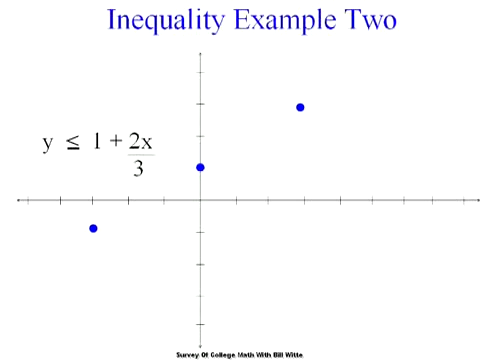 Inequality Example Two
y ≤ 1 + 2x/3
Survey Of College Math With Bill Witte